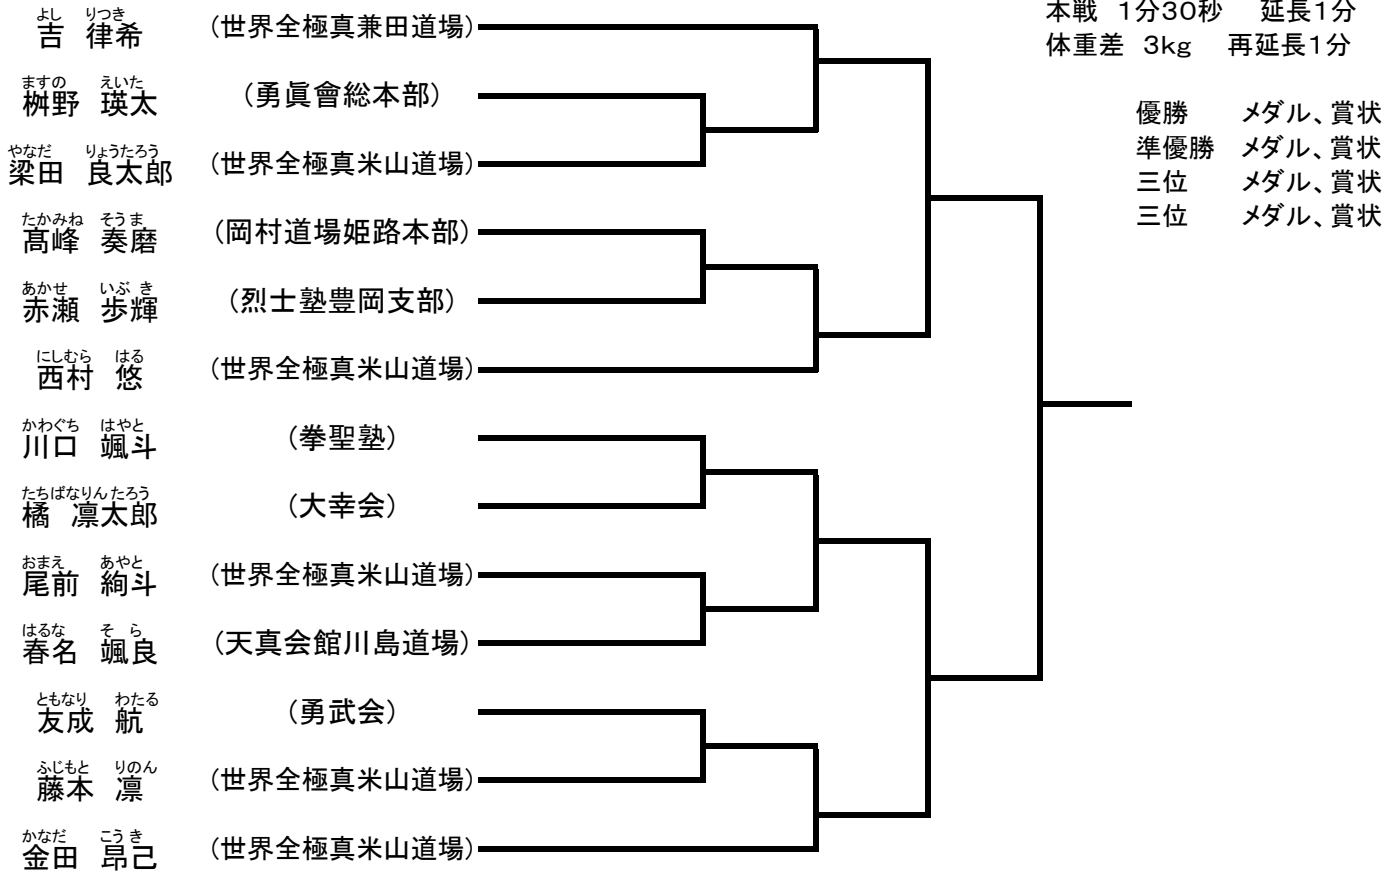 本戦 1分30秒 延長1分
体重差 3kg 再延長1分
優勝 メダル、賞状
準優勝 メダル、賞状
三位 メダル、賞状
三位 メダル、賞状
よし りつき
吉 律希 (世界全極真兼田道場)
ますの えいた
桝野 瑛太 (勇眞會総本部)
やなだ りょうたろう
梁田 良太郎 (世界全極真米山道場)
たかみね そうま
髙峰 奏磨 (岡村道場姫路本部)
あかせ いぶき
赤瀬 歩輝 (烈士塾豊岡支部)
にしむら はる
西村 悠 (世界全極真米山道場)
かわぐち はやと
川口 颯斗 (拳聖塾)
たちばなりんたろう
橘 凛太郎 (大幸会)
おまえ あやと
尾前 絢斗 (世界全極真米山道場)
はるな そら
春名 颯良 (天真会館川島道場)
ともなり わたる
友成 航 (勇武会)
ふじもと りのん
藤本 凛 (世界全極真米山道場)
かなだ こうき
金田 昂己 (世界全極真米山道場)